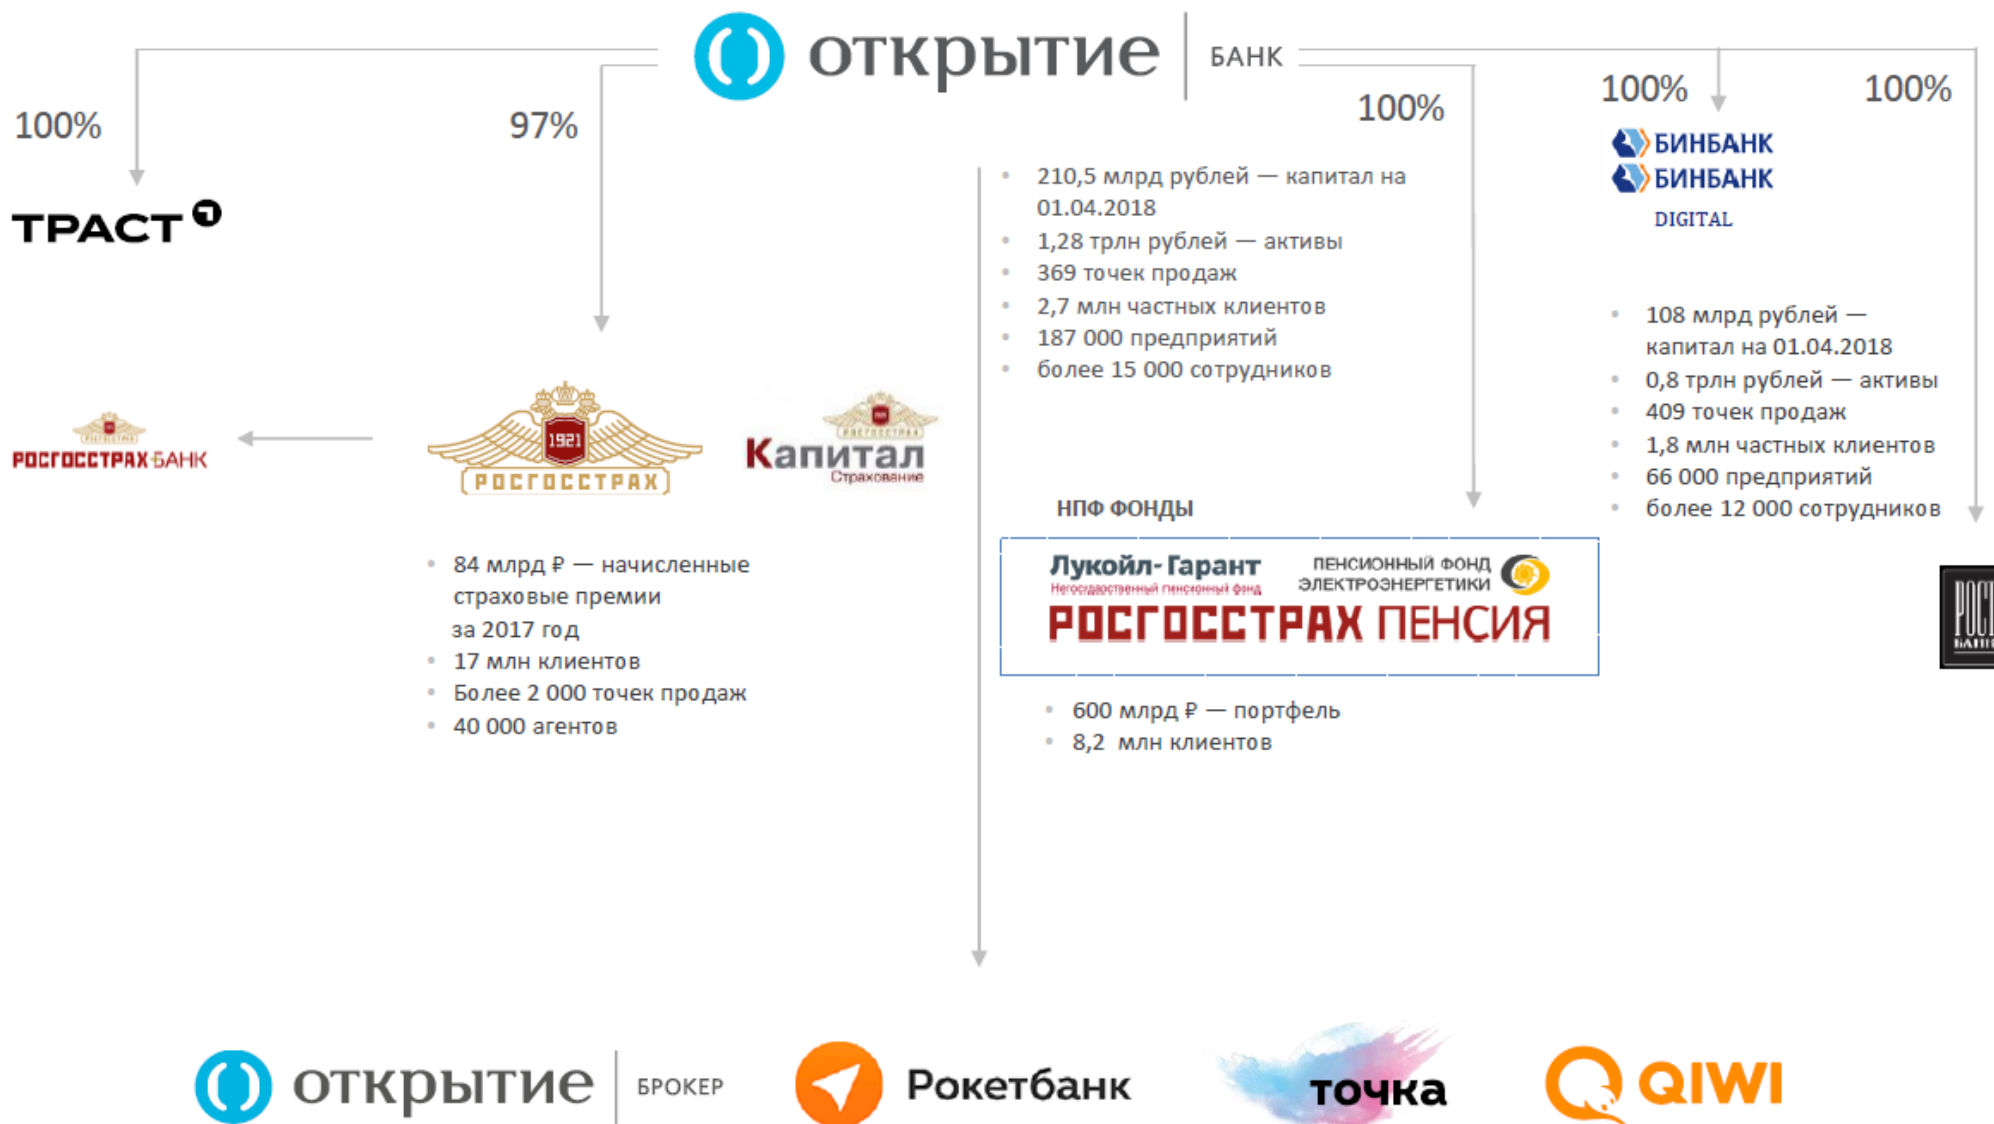 открытие БАНК
100%
97%
100%
100%
100%
ТРАСТ
210,5 млрд рублей — капитал на
01.04.2018
1,28 трлн рублей — активы
369 точек продаж
2,7 млн частных клиентов
187 000 предприятий
более 15 000 сотрудников
БИНБАНК
БИНБАНК
DIGITAL
108 млрд рублей —
капитал на 01.04.2018
0,8 трлн рублей — активы
409 точек продаж
1,8 млн частных клиентов
66 000 предприятий
более 12 000 сотрудников
РОСГОССТРАХ
РОСГОССТРАХ БАНК
1921
РОСГОССТРАХ
РОСГОССТРАХ
Капитал
Страхование
84 млрд ₽ — начисленные
страховые премии
за 2017 год
17 млн клиентов
Более 2 000 точек продаж
40 000 агентов
НПФ ФОНДЫ
Лукойл-Гарант
Негосударственный пенсионный фонд
ПЕНСИОННЫЙ ФОНД
ЭЛЕКТРОЭНЕРГЕТИКИ
РОСГОССТРАХ ПЕНСИЯ
600 млрд ₽ — портфель
8,2 млн клиентов
открытие БРОКЕР
Рокетбанк
точка
QIWI